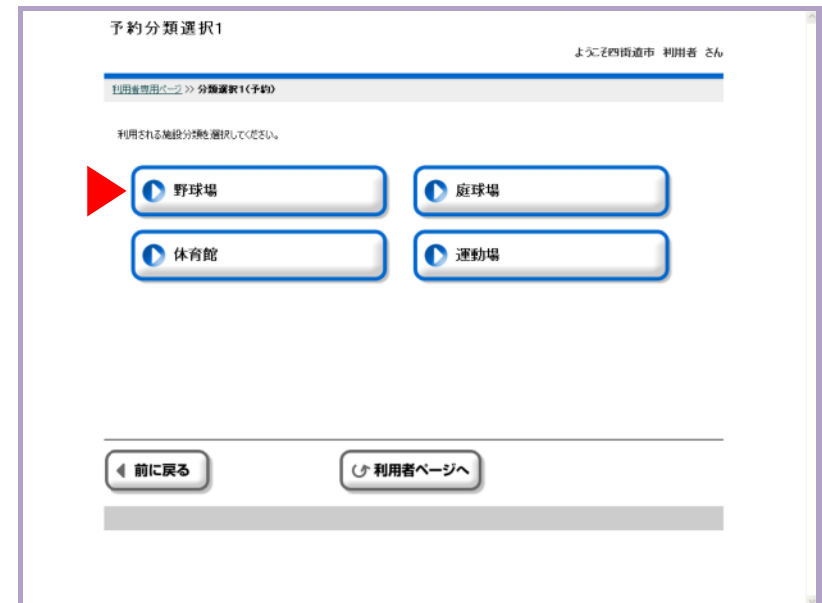 予約分類選択1
ようこそ四街道市 利用者 さん
利用者専用ページ >> 分類選択1(予約)
利用される施設分類を選択してください。
野球場 庭球場
体育館 運動場
前に戻る 利用者ページへ